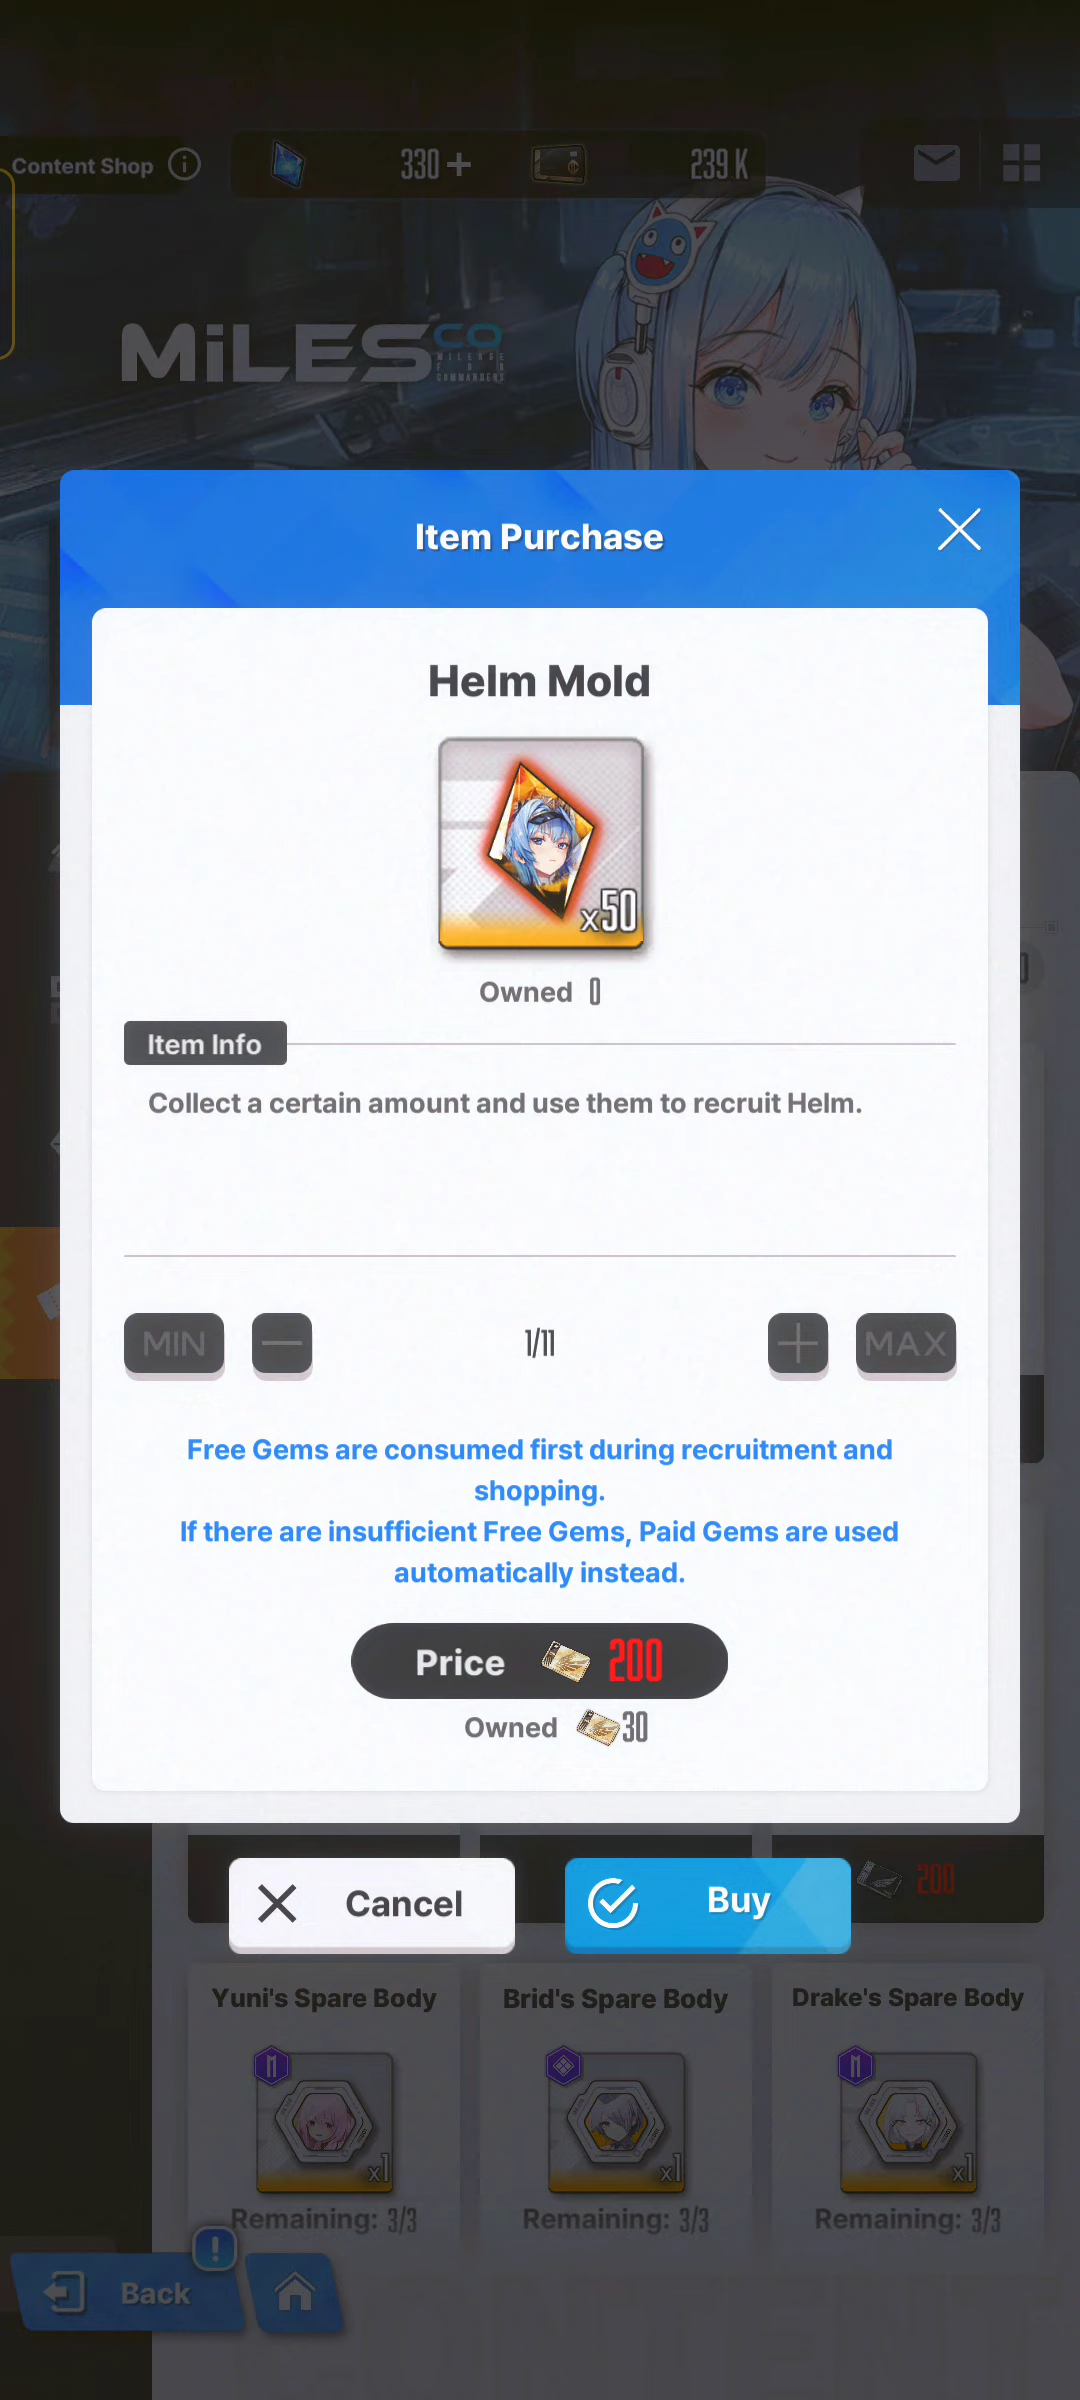 Content Shop
330
239 K
MiLES CO
MILEAGE
FOR
COMMANDERS
Item Purchase
Helm Mold
x50
Owned 0
Item Info
Collect a certain amount and use them to recruit Helm.
MIN
1/11
MAX
Free Gems are consumed first during recruitment and
shopping.
If there are insufficient Free Gems, Paid Gems are used
automatically instead.
Price 200
Owned 30
200
Cancel
Buy
Yuni's Spare Body
Brid's Spare Body
Drake's Spare Body
x1
x1
x1
Remaining: 3/3
Remaining: 3/3
Remaining: 3/3
Back